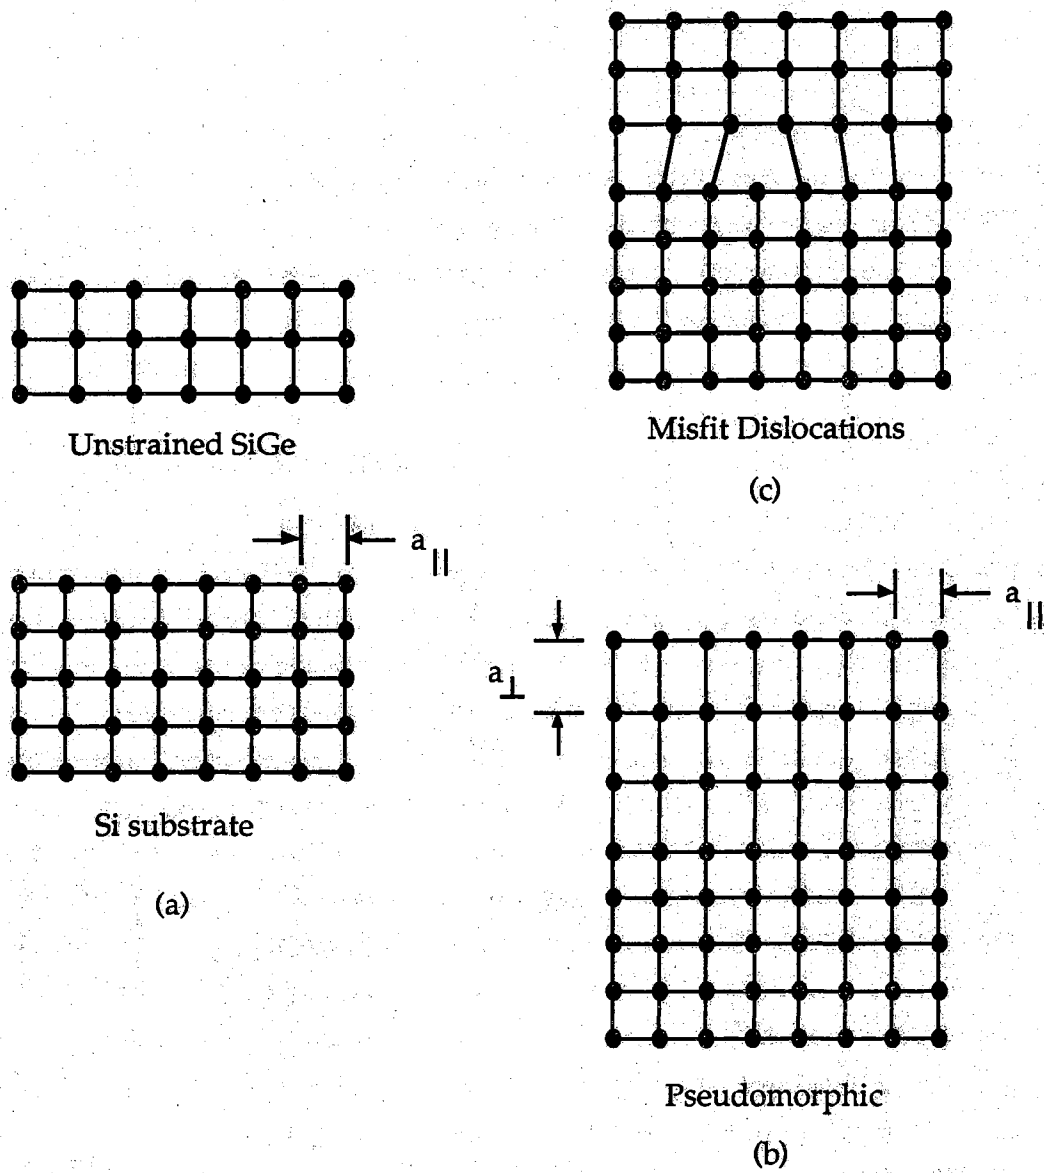 Unstrained SiGe
a||
Si substrate
(a)
Misfit Dislocations
(c)
a||
a⊥
Pseudomorphic
(b)